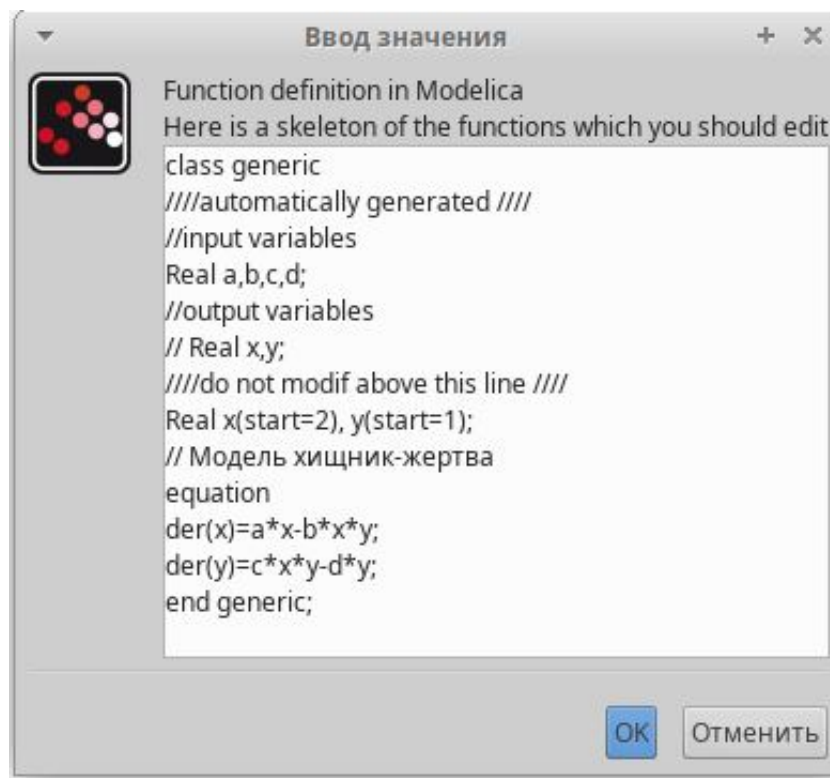 Ввод значения
Function definition in Modelica
Here is a skeleton of the functions which you should edit
class generic
////automatically generated ////
//input variables
Real a,b,c,d;
//output variables
// Real x,y;
////do not modif above this line ////
Real x(start=2), y(start=1);
// Модель хищник-жертва
equation
der(x)=a*x-b*x*y;
der(y)=c*x*y-d*y;
end generic;
OK
Отменить